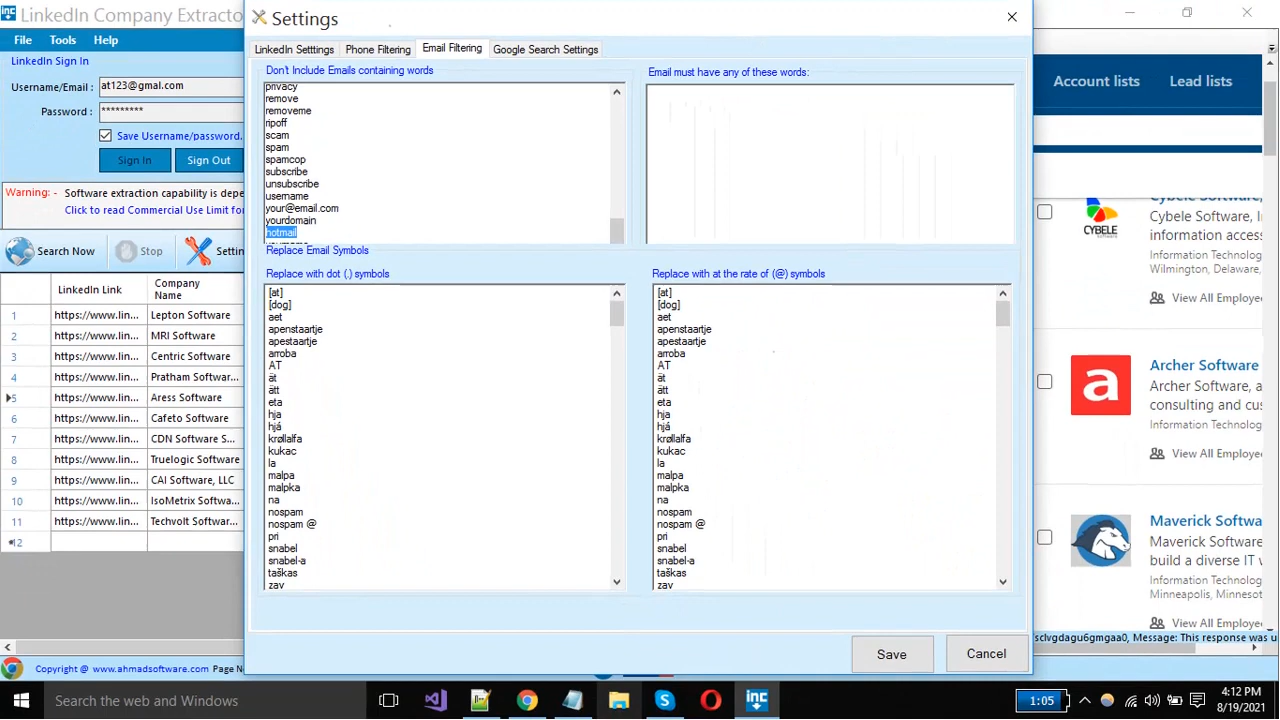 LinkedIn Company Extracto
File Tools Help
LinkedIn Sign In
Username/Email : at123@gmal.com
Password : *********
Save Username/password.
Sign In Sign Out
Warning: - Software extraction capability is depe
Click to read Commercial Use Limit for
Search Now Stop Settin
LinkedIn Link Company Name
1 https://www.lin... Lepton Software
2 https://www.lin... MRI Software
3 https://www.lin... Centric Software
4 https://www.lin... Pratham Softwar...
5 https://www.lin... Aress Software
6 https://www.lin... Cafeto Software
7 https://www.lin... CDN Software S...
8 https://www.lin... Truelogic Software
9 https://www.lin... CAI Software, LLC
10 https://www.lin... IsoMetrix Softwa...
11 https://www.lin... Techvolt Softwar...
12
Copyright @ www.ahmadsoftware.com Page N
Settings
LinkedIn Setttings Phone Filtering Email Filtering Google Search Settings
Don't Include Emails containing words
privacy
remove
removeme
ripoff
scam
spam
spamcop
subscribe
unsubscribe
username
your@email.com
yourdomain
hotmail
Email must have any of these words:
Replace Email Symbols
Replace with dot (.) symbols
[at]
[dog]
aet
apenstaartje
apestaartje
arroba
AT
ät
ätt
eta
hja
hjá
krøllalfa
kukac
la
malpa
malpka
na
nospam
nospam @
pri
snabel
snabel-a
taškas
zav
Replace with at the rate of (@) symbols
[at]
[dog]
aet
apenstaartje
apestaartje
arroba
AT
ät
ätt
eta
hja
hjá
krøllalfa
kukac
la
malpa
malpka
na
nospam
nospam @
pri
snabel
snabel-a
taškas
zav
Save Cancel
Account lists Lead lists
CYBELE
Cybele Software, In
Cybele Software, I
information access
Wilmington, Delaware,
View All Employe
a
Archer Software
Archer Software, a
consulting and cus
Information Technolog
View All Employe
Maverick Softwa
Maverick Software
build a diverse IT v
Information Technolog
Minneapolis, Minnesot
View All Employe
sclvgdagu6gmgaa0, Message: This response was u
Search the web and Windows
inc
1:05
4:12 PM
8/19/2021